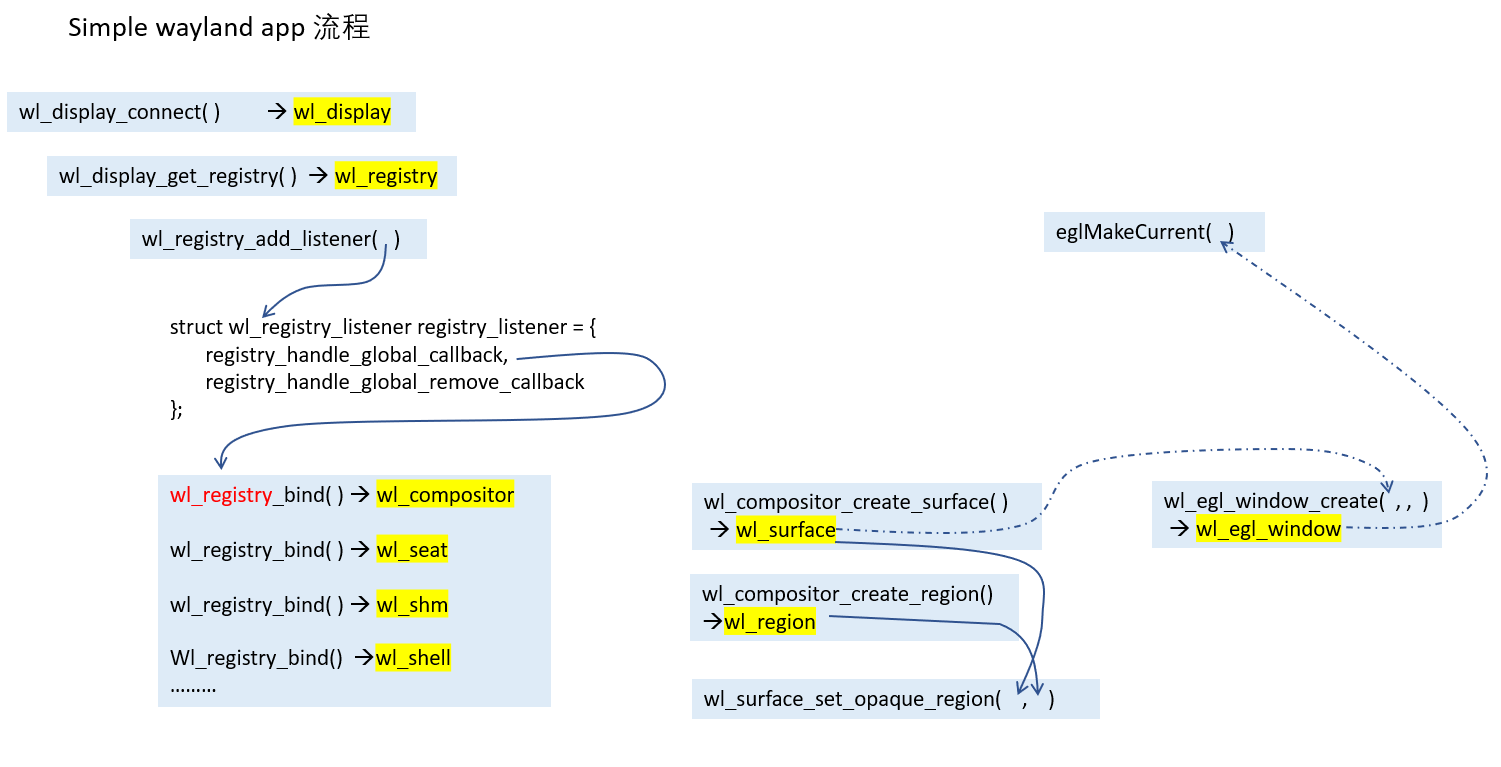 Simple wayland app 流程
wl_display_connect( ) → wl_display
wl_display_get_registry( ) → wl_registry
wl_registry_add_listener( )
struct wl_registry_listener registry_listener = {
registry_handle_global_callback,
registry_handle_global_remove_callback
};
wl_registry_bind( ) → wl_compositor
wl_registry_bind( ) → wl_seat
wl_registry_bind( ) → wl_shm
Wl_registry_bind() →wl_shell
………
wl_compositor_create_surface( )
→ wl_surface
wl_compositor_create_region()
→wl_region
wl_surface_set_opaque_region( , )
eglMakeCurrent( )
wl_egl_window_create( , , )
→ wl_egl_window